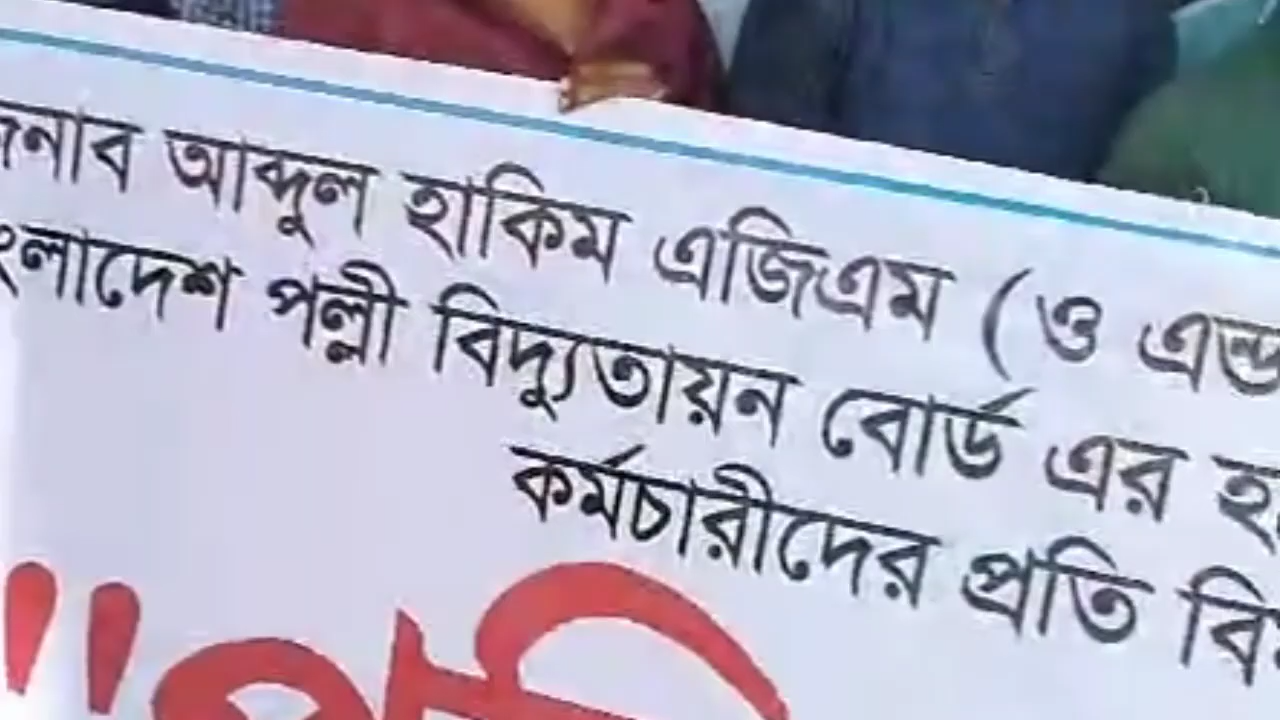 জনাব আব্দুল হাকিম এজিএম (ও এন্ড
বাংলাদেশ পল্লী বিদ্যুতায়ন বোর্ড এর
কর্মচারীদের প্রতি